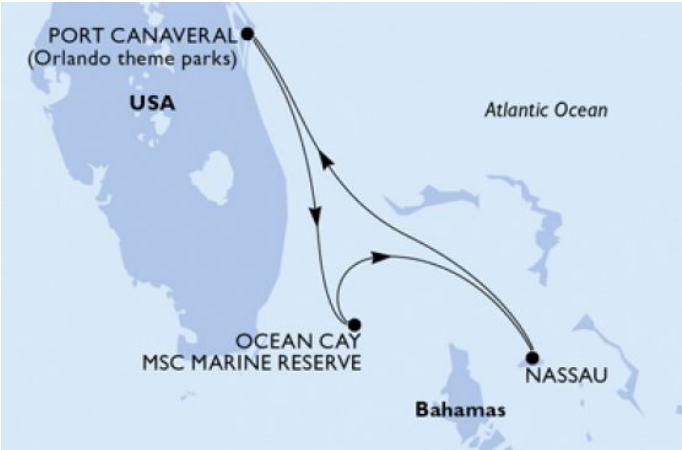 PORT CANAVERAL
(Orlando theme parks)
USA
Atlantic Ocean
OCEAN CAY
MSC MARINE RESERVE
NASSAU
Bahamas